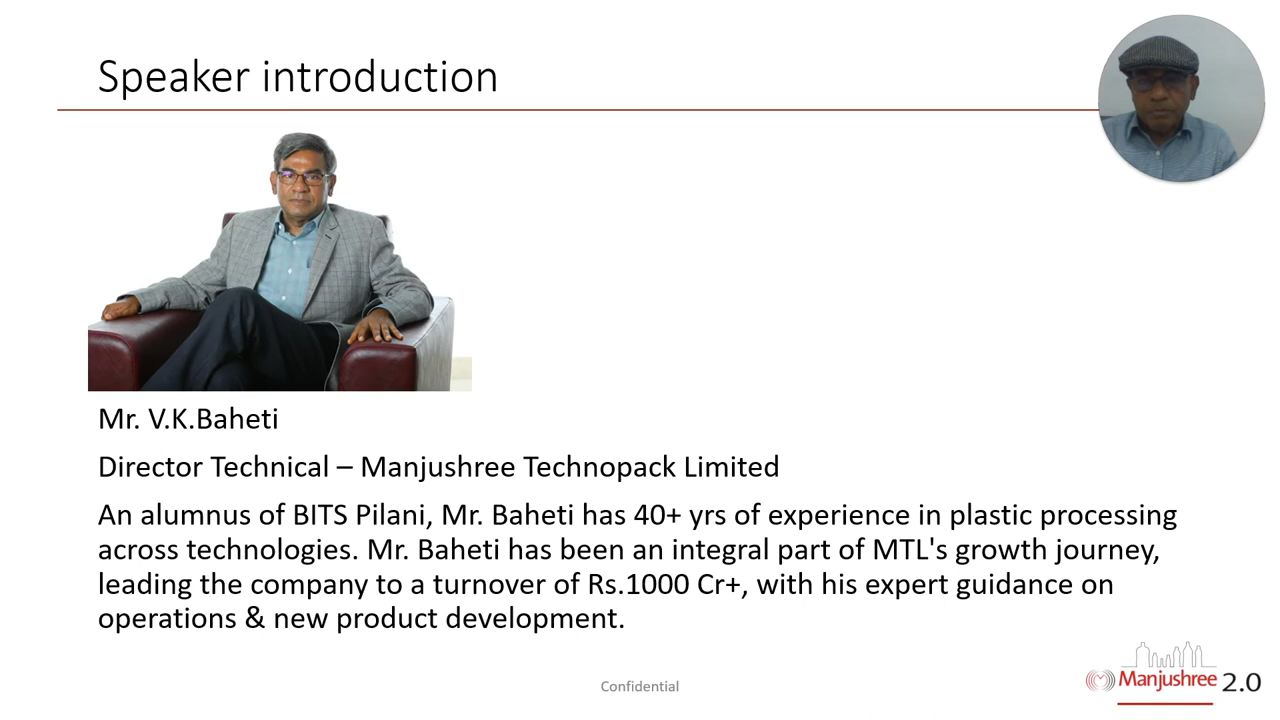 Speaker introduction
Mr. V.K.Baheti
Director Technical – Manjushree Technopack Limited
An alumnus of BITS Pilani, Mr. Baheti has 40+ yrs of experience in plastic processing
across technologies. Mr. Baheti has been an integral part of MTL's growth journey,
leading the company to a turnover of Rs.1000 Cr+, with his expert guidance on
operations & new product development.
Confidential
Manjushree 2.0